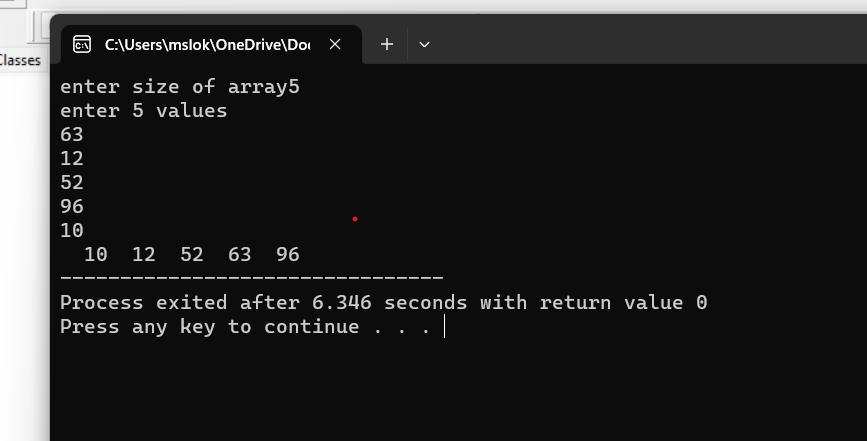 C:\Users\mslok\OneDrive\Do
Classes
enter size of array5
enter 5 values
63
12
52
96
10
10 12 52 63 96
--------------------------------
Process exited after 6.346 seconds with return value 0
Press any key to continue . . .